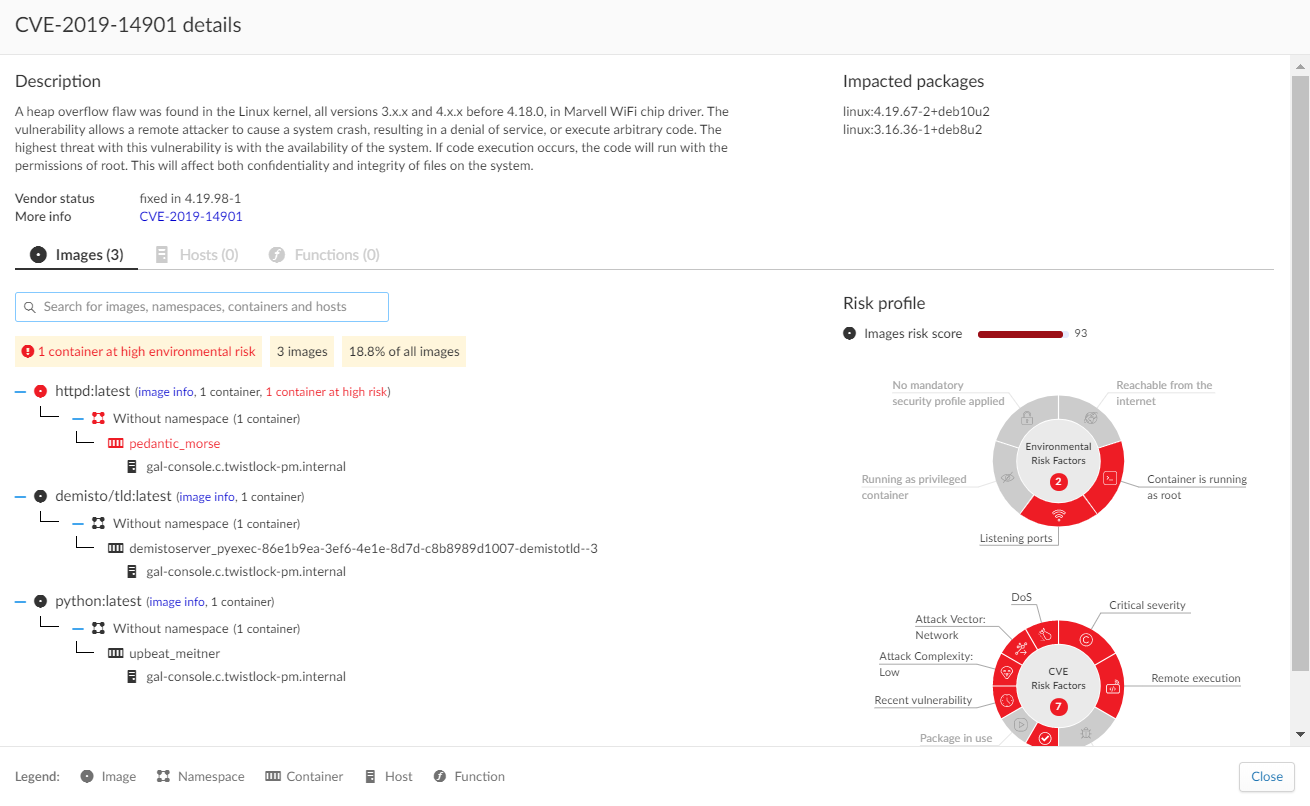 CVE-2019-14901 details
Description
A heap overflow flaw was found in the Linux kernel, all versions 3.x.x and 4.x.x before 4.18.0, in Marvell WiFi chip driver. The
vulnerability allows a remote attacker to cause a system crash, resulting in a denial of service, or execute arbitrary code. The
highest threat with this vulnerability is with the availability of the system. If code execution occurs, the code will run with the
permissions of root. This will affect both confidentiality and integrity of files on the system.
Vendor status fixed in 4.19.98-1
More info CVE-2019-14901
Impacted packages
linux:4.19.67-2+deb10u2
linux:3.16.36-1+deb8u2
Images (3) Hosts (0) Functions (0)
Search for images, namespaces, containers and hosts
1 container at high environmental risk 3 images 18.8% of all images
httpd:latest (image info, 1 container, 1 container at high risk)
Without namespace (1 container)
pedantic_morse
gal-console.c.twistlock-pm.internal
demisto/tld:latest (image info, 1 container)
Without namespace (1 container)
demistoserver_pyexec-86e1b9ea-3ef6-4e1e-8d7d-c8b8989d1007-demistotld--3
gal-console.c.twistlock-pm.internal
python:latest (image info, 1 container)
Without namespace (1 container)
upbeat_meitner
gal-console.c.twistlock-pm.internal
Risk profile
Images risk score 93
No mandatory
security profile applied
Reachable from the
internet
Environmental
Risk Factors
2
Running as privileged
container
Container is running
as root
Listening ports
DoS
Critical severity
Attack Vector:
Network
Attack Complexity:
Low
CVE
Risk Factors
7
Remote execution
Recent vulnerability
Package in use
Legend: Image Namespace Container Host Function
Close